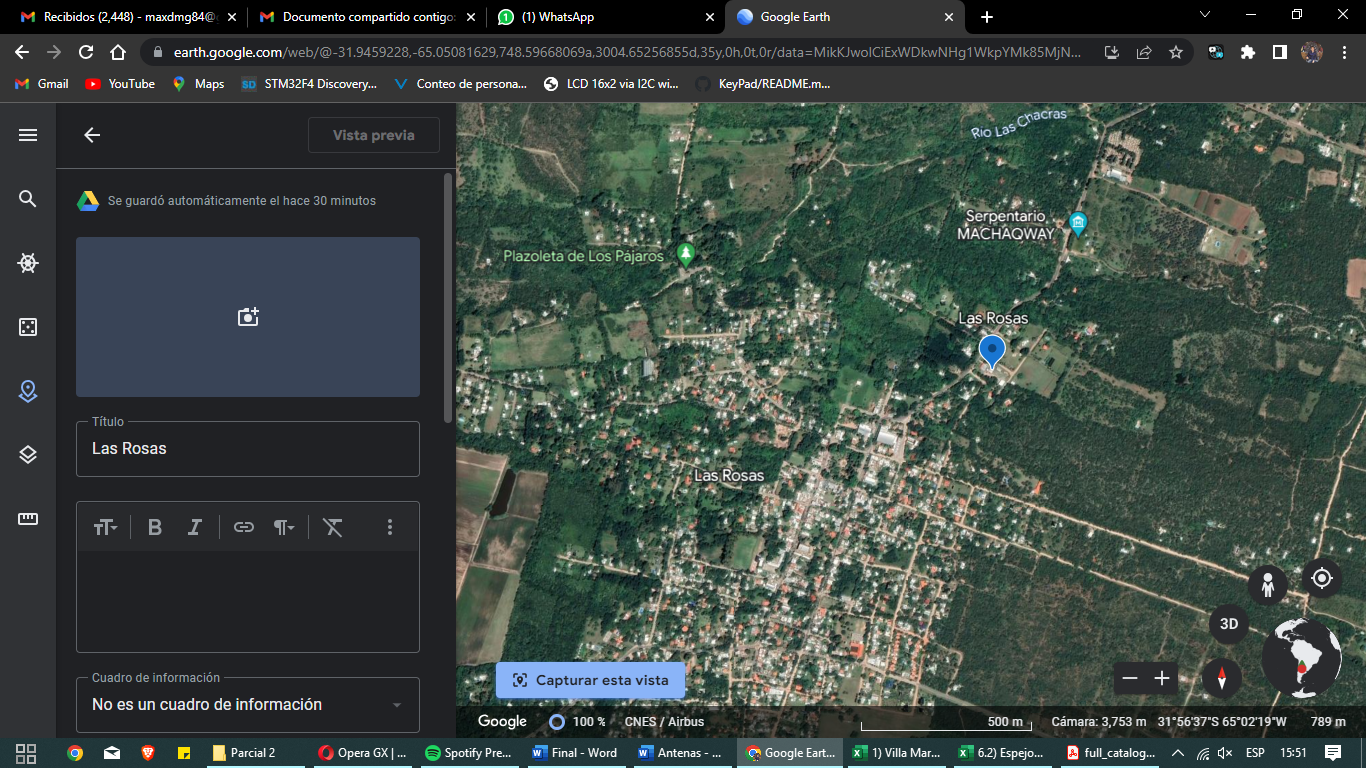 Recibidos (2,448) - maxdmg84@
Documento compartido contigo:
(1) WhatsApp
Google Earth
earth.google.com/web/@-31.9459228,-65.05081629,748.59668069a,3004.65256855d,35y,0h,0t,0r/data=MikKJwolCiExWDkwNHg1WkpYMk85MjN...
Gmail
YouTube
Maps
SD STM32F4 Discovery...
Conteo de persona...
LCD 16x2 via I2C wi...
KeyPad/README.m...
Vista previa
Se guardó automáticamente el hace 30 minutos
Título
Las Rosas
Cuadro de información
No es un cuadro de información
Río Las Chacras
Serpentario
MACHAQWAY
Plazoleta de Los Pájaros
Las Rosas
Las Rosas
3D
Capturar esta vista
Google
100 %
CNES / Airbus
500 m
Cámara: 3,753 m
31°56'37"S 65°02'19"W
789 m
Parcial 2
Opera GX | ...
Spotify Pre...
Final - Word
Antenas - ...
Google Eart...
1) Villa Mar...
6.2) Espejo...
full_catalog...
ESP
15:51